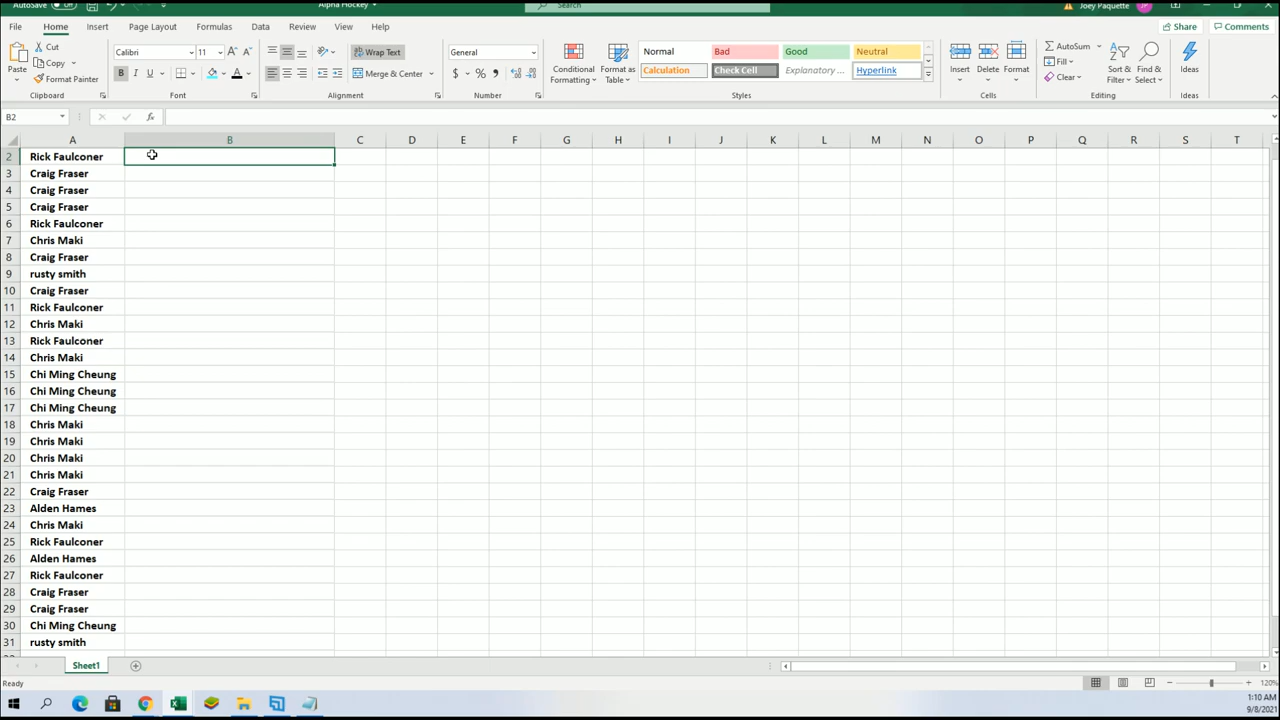 AutoSave
Alpha Hockey
Search
Joey Paquette
JP
File Home Insert Page Layout Formulas Data Review View Help
Share
Comments
Paste
Cut
Copy
Format Painter
Clipboard
Calibri 11
B I U
Font
Wrap Text
Merge & Center
Alignment
General
$ % 9
Number
Conditional Formatting
Format as Table
Normal Bad Good Neutral
Calculation Check Cell Explanatory ... Hyperlink
Styles
Insert Delete Format
Cells
AutoSum
Fill
Clear
Sort & Filter
Find & Select
Editing
Ideas
Ideas
B2
fx
A B C D E F G H I J K L M N O P Q R S T
2 Rick Faulconer
3 Craig Fraser
4 Craig Fraser
5 Craig Fraser
6 Rick Faulconer
7 Chris Maki
8 Craig Fraser
9 rusty smith
10 Craig Fraser
11 Rick Faulconer
12 Chris Maki
13 Rick Faulconer
14 Chris Maki
15 Chi Ming Cheung
16 Chi Ming Cheung
17 Chi Ming Cheung
18 Chris Maki
19 Chris Maki
20 Chris Maki
21 Chris Maki
22 Craig Fraser
23 Alden Hames
24 Chris Maki
25 Rick Faulconer
26 Alden Hames
27 Rick Faulconer
28 Craig Fraser
29 Craig Fraser
30 Chi Ming Cheung
31 rusty smith
Sheet1
Ready
120%
1:10 AM
9/8/2021